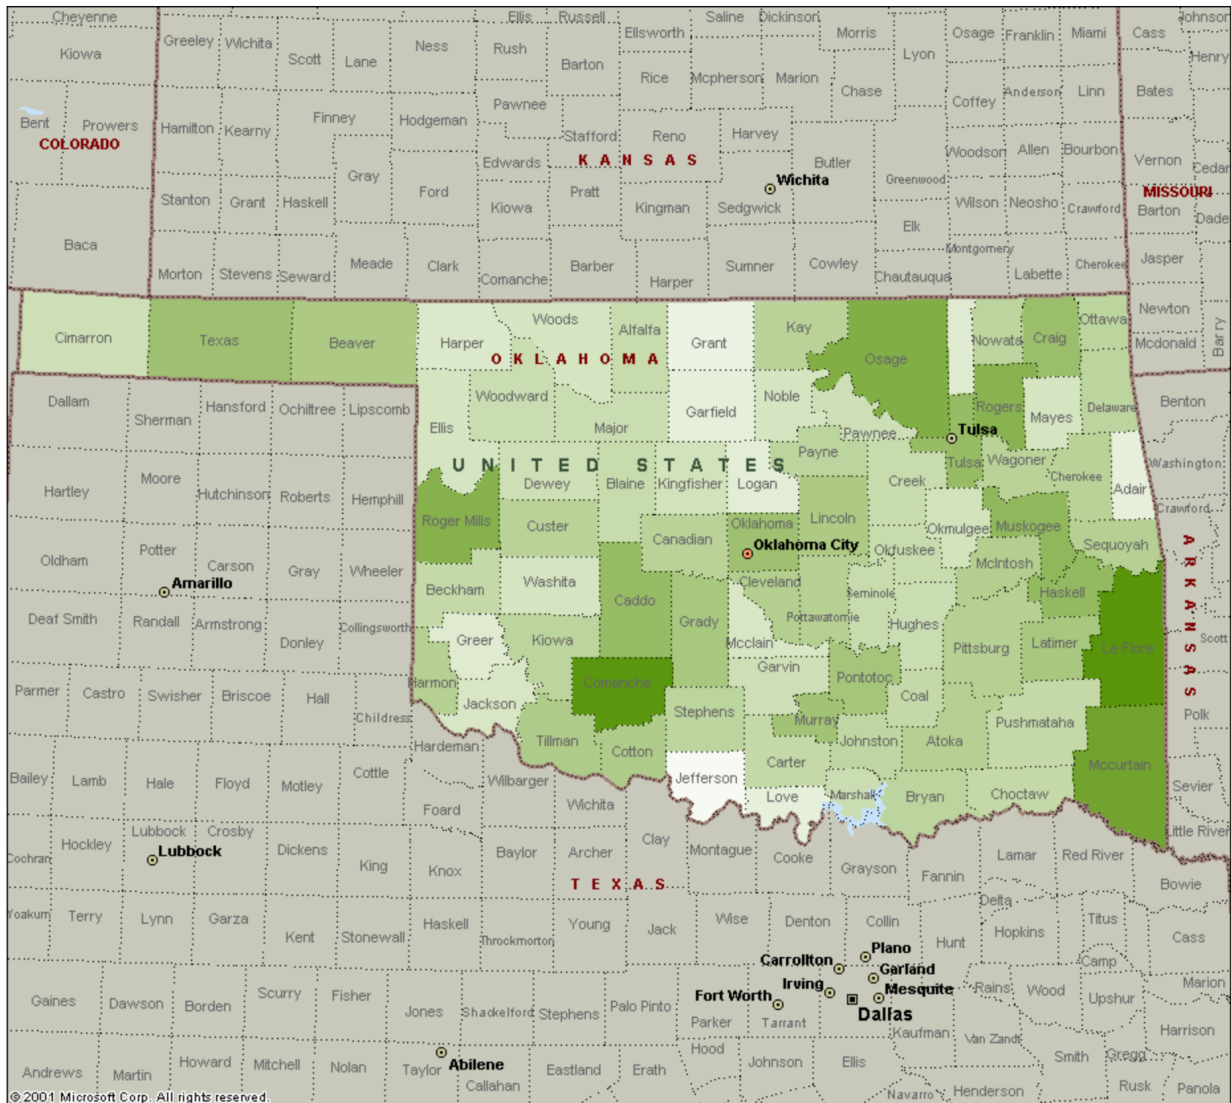 Cheyenne Ellis Russell Saline Dickinson Johnson
Greeley Wichita Ness Rush Ellsworth Morris Osage Franklin Miami Cass
Kiowa Scott Lane Barton Lyon Henry
Rice Mcpherson Marion Chase Anderson Linn Bates
Pawnee Coffey
Bent Prowers Hamilton Kearny Finney Hodgeman Stafford Reno Harvey
COLORADO Edwards KANSAS Butler Woodson Allen Bourbon Vernon Cedar
Gray Wichita Greenwood
Stanton Grant Haskell Ford Kiowa Pratt Kingman Sedgwick Wilson Neosho Crawford MISSOURI
Barton Dade
Elk
Baca Montgomery
Morton Stevens Seward Meade Clark Comanche Barber Harper Sumner Cowley Chautauqua Labette Cherokee Jasper
Newton
Cimarron Texas Beaver Harper Woods Alfalfa Grant Kay Osage Nowata Craig Ottawa Mcdonald Barry
OKLAHOMA
Dallam Sherman Hansford Ochiltree Lipscomb Ellis Woodward Major Garfield Noble Pawnee Rogers Mayes Delaware Benton
Tulsa
UNITED STATES
Hartley Moore Hutchinson Roberts Hemphill Dewey Blaine Kingfisher Logan Payne Creek Tulsa Wagoner Cherokee Adair Washington
Crawford
Roger Mills Custer Canadian Oklahoma Lincoln Okmulgee Muskogee Sequoyah
Oklahoma City
Oldham Potter Carson Gray Wheeler Okfuskee Mcintosh ARKANSAS
Amarillo
Beckham Washita Caddo Cleveland Seminole Haskell
Deaf Smith Randall Armstrong Donley Collingsworth Greer Kiowa Grady Mcclain Pottawatomie Hughes Pittsburg Latimer Le Flore Scott
Parmer Castro Swisher Briscoe Hall Childress Harmon Jackson Comanche Garvin Pontotoc Coal
Stephens Murray Pushmataha Polk
Hardeman Tillman Cotton Johnston Atoka
Bailey Lamb Hale Floyd Motley Cottle Wilbarger Jefferson Carter Mccurtain
Foard Wichita Love Marshall Bryan Choctaw Sevier
Lubbock Crosby Clay Little River
Cochran Hockley Lubbock Dickens King Knox Baylor Archer Montague Cooke Grayson Fannin Lamar Red River
TEXAS Bowie
Yoakum Terry Lynn Garza Kent Stonewall Haskell Throckmorton Young Jack Wise Denton Collin Hunt Delta Hopkins Titus Cass
Plano
Carrollton Camp
Garland
Gaines Dawson Borden Scurry Fisher Jones Shackelford Stephens Palo Pinto Fort Worth Irving Mesquite Rains Wood Upshur Marion
Dallas
Parker Tarrant Kaufman Van Zandt Harrison
Andrews Martin Howard Mitchell Nolan Taylor Abilene Callahan Eastland Erath Hood Johnson Ellis Smith Gregg
Navarro Henderson Rusk Panola
© 2001 Microsoft Corp. All rights reserved.